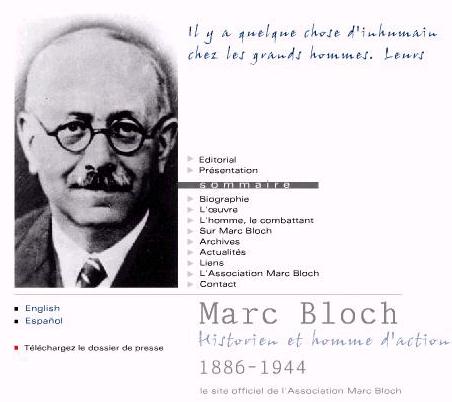 Il y a quelque chose d'inhumain
chez les grands hommes. Leurs
Editorial
Présentation
sommaire
Biographie
L'œuvre
L'homme, le combattant
Sur Marc Bloch
Archives
Actualités
Liens
L'Association Marc Bloch
Contact
English
Español
Téléchargez le dossier de presse
Marc Bloch
Historien et homme d'action
1886-1944
le site officiel de l'Association Marc Bloch